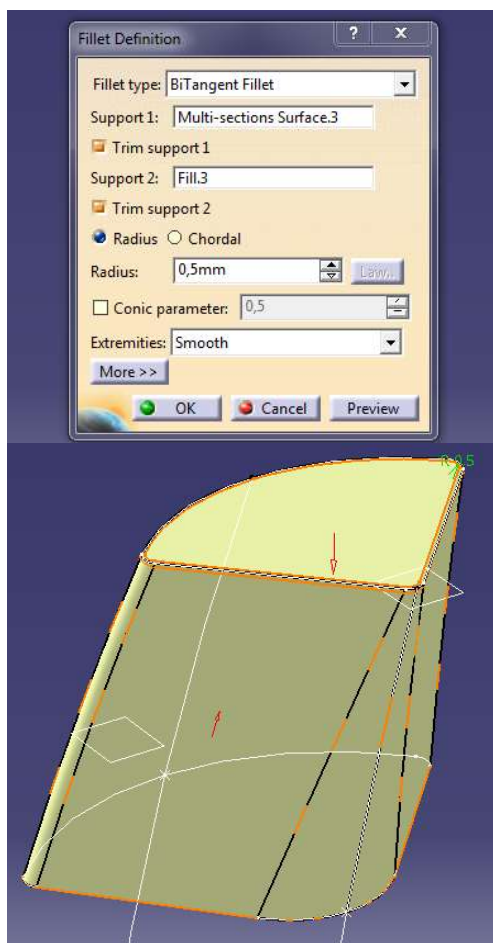 Fillet Definition ? X
Fillet type: BiTangent Fillet
Support 1: Multi-sections Surface.3
Trim support 1
Support 2: Fill.3
Trim support 2
Radius Chordal
Radius: 0,5mm Law..
Conic parameter: 0,5
Extremities: Smooth
More >>
OK Cancel Preview
R 0.5